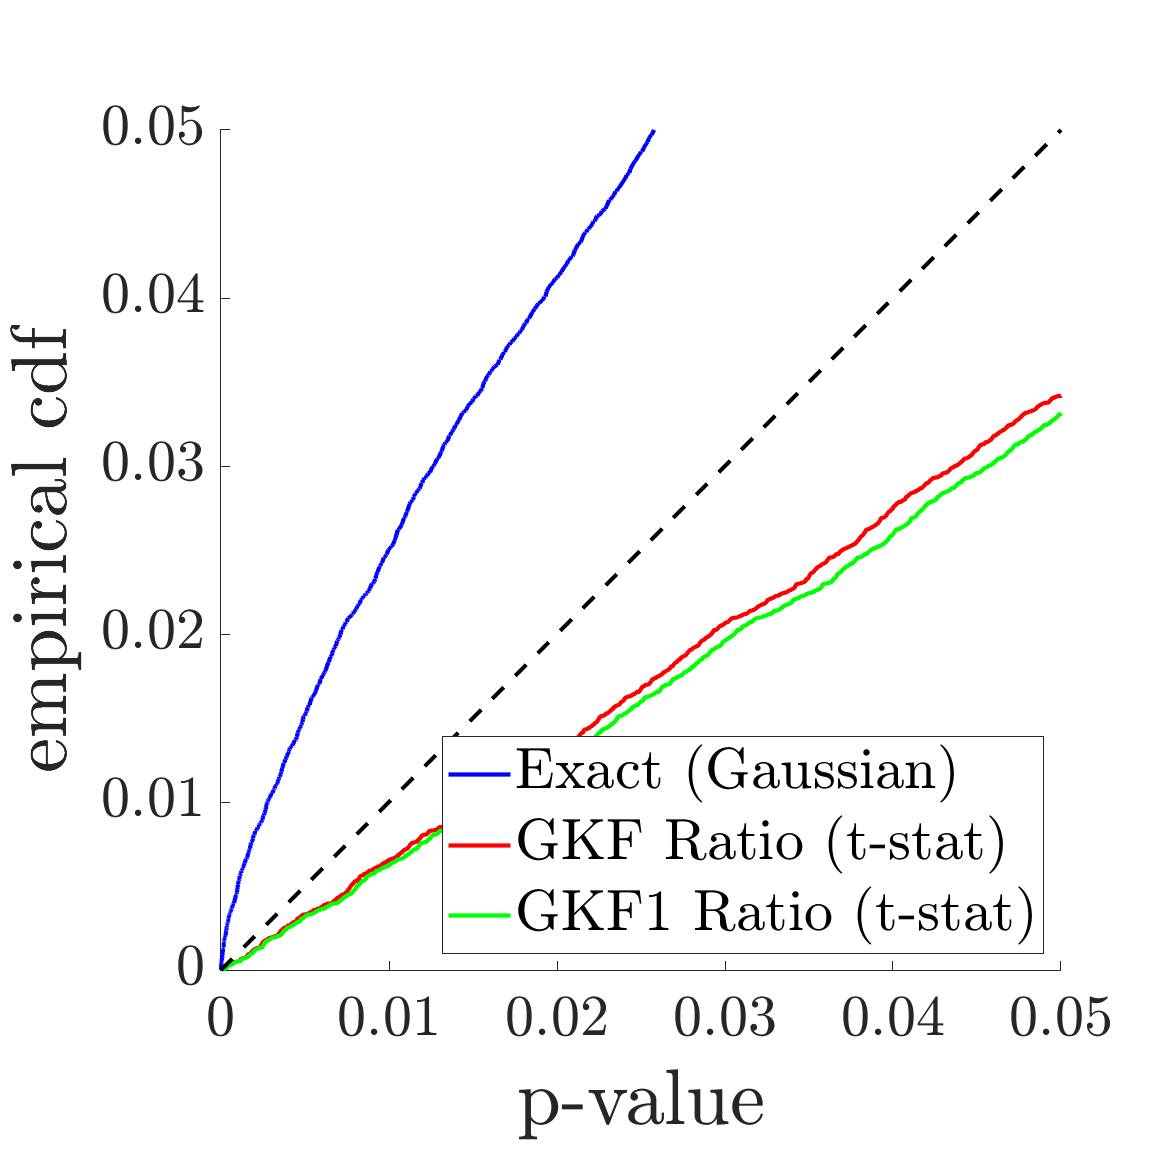 empirical cdf
0.05
0.04
0.03
0.02
0.01
0
Exact (Gaussian)
GKF Ratio (t-stat)
GKF1 Ratio (t-stat)
0 0.01 0.02 0.03 0.04 0.05
p-value